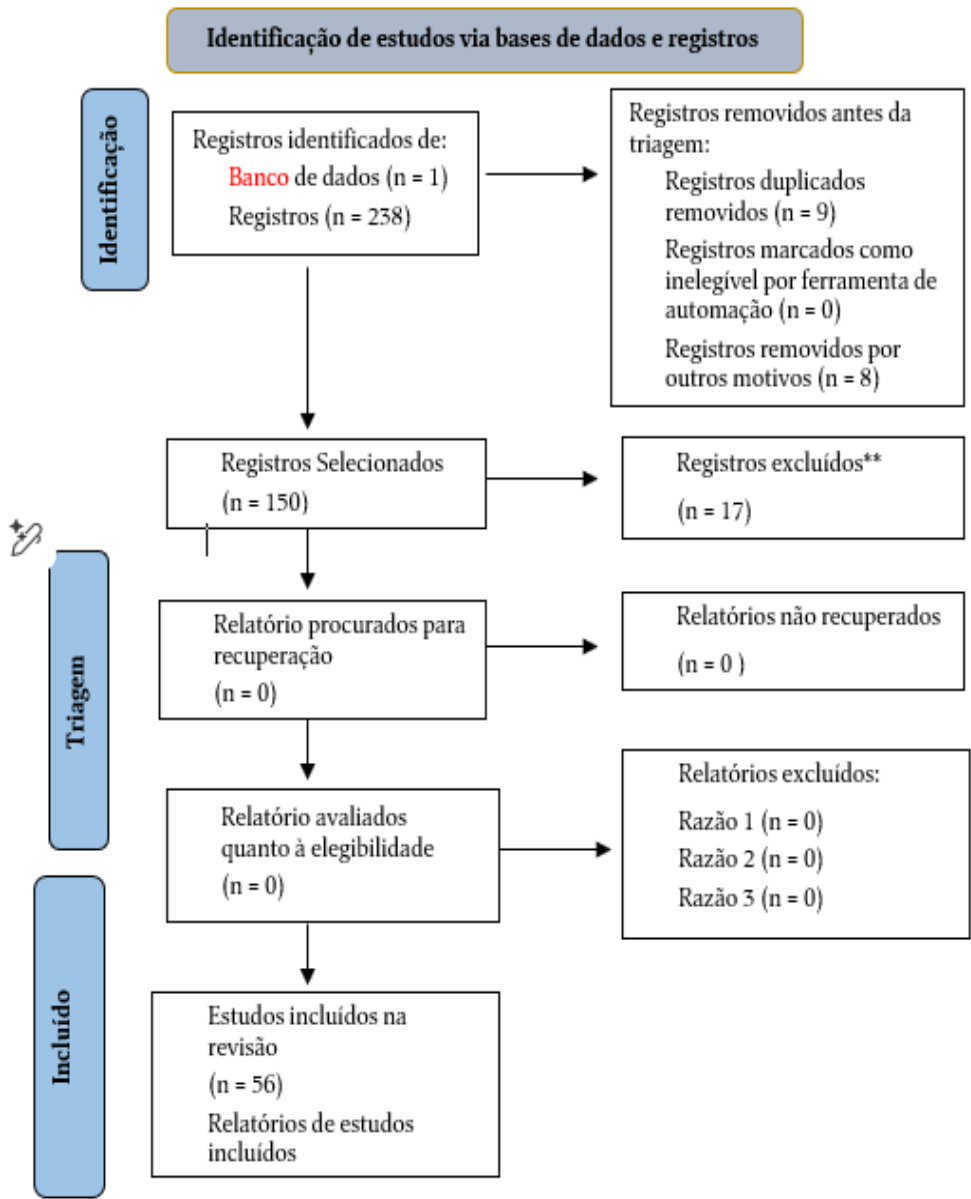 Identificação de estudos via bases de dados e registros
Identificação
Registros identificados de:
Banco de dados (n = 1)
Registros (n = 238)
Registros removidos antes da
triagem:
Registros duplicados
removidos (n = 9)
Registros marcados como
inelegível por ferramenta de
automação (n = 0)
Registros removidos por
outros motivos (n = 8)
Triagem
Registros Selecionados
(n = 150)
Registros excluídos**
(n = 17)
Relatório procurados para
recuperação
(n = 0)
Relatórios não recuperados
(n = 0 )
Relatório avaliados
quanto à elegibilidade
(n = 0)
Relatórios excluídos:
Razão 1 (n = 0)
Razão 2 (n = 0)
Razão 3 (n = 0)
Incluído
Estudos incluídos na
revisão
(n = 56)
Relatórios de estudos
incluídos